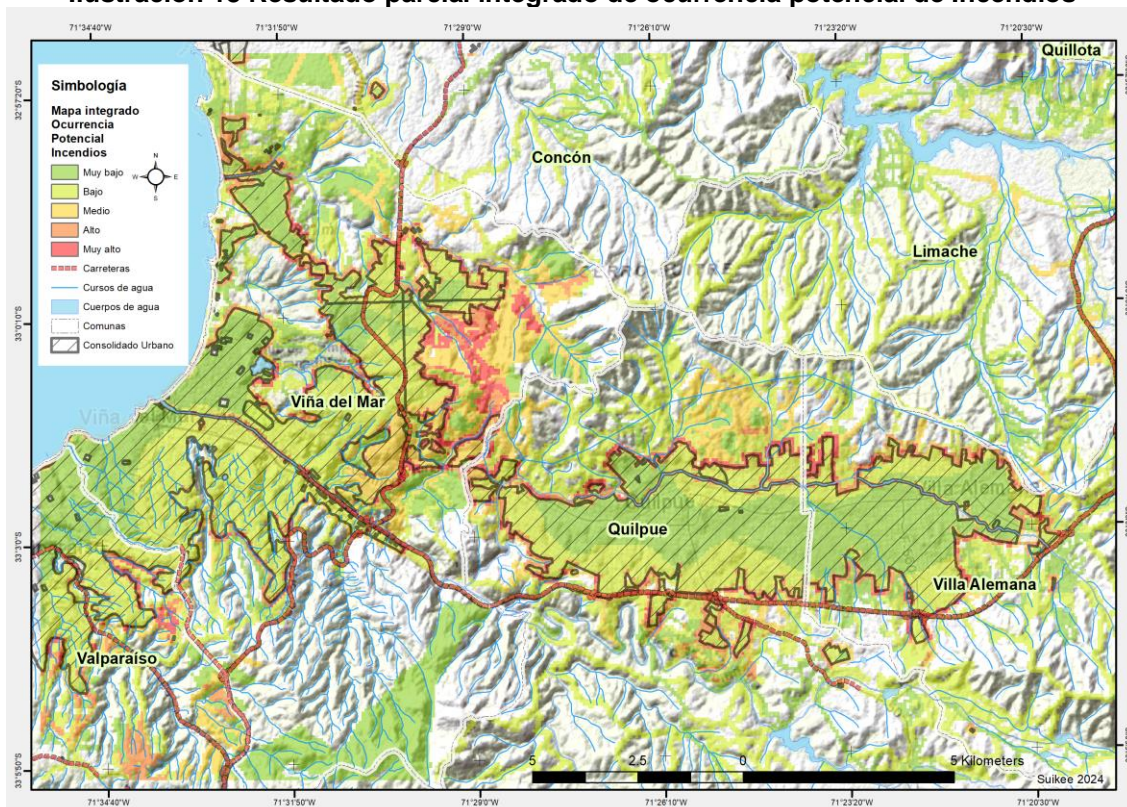 Ilustración 18 Resultado parcial integrado de ocurrencia potencial de incendios
71°34'40"W 71°31'50"W 71°29'0"W 71°26'10"W 71°23'20"W 71°20'30"W
Quillota
Simbología
Mapa integrado
Ocurrencia
Potencial
Incendios
N
W E
S
Muy bajo
Bajo
Medio
Alto
Muy alto
Carreteras
Cursos de agua
Cuerpos de agua
Comunas
Consolidado Urbano
32°57'20"S
Concón
Limache
33°0'10"S
Viña del Mar
Quilpue
Villa Alemana
33°3'0"S
Valparaíso
33°5'50"S
5 2.5 0 5 Kilometers
Suikee 2024
71°34'40"W 71°31'50"W 71°29'0"W 71°26'10"W 71°23'20"W 71°20'30"W